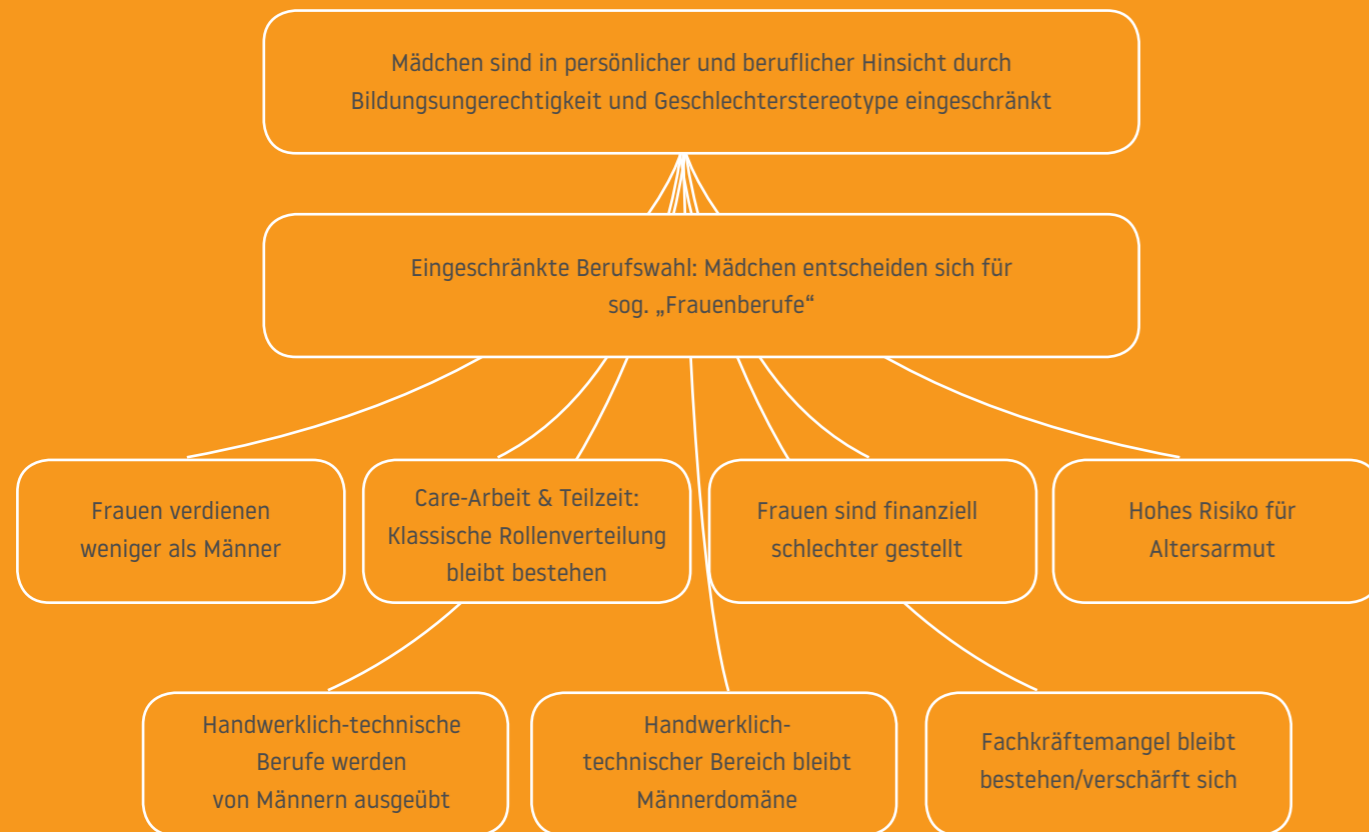 Mädchen sind in persönlicher und beruflicher Hinsicht durch
Bildungsungerechtigkeit und Geschlechterstereotype eingeschränkt
Eingeschränkte Berufswahl: Mädchen entscheiden sich für
sog. „Frauenberufe“
Frauen verdienen
weniger als Männer
Care-Arbeit & Teilzeit:
Klassische Rollenverteilung
bleibt bestehen
Frauen sind finanziell
schlechter gestellt
Hohes Risiko für
Altersarmut
Handwerklich-technische
Berufe werden
von Männern ausgeübt
Handwerklich-
technischer Bereich bleibt
Männerdomäne
Fachkräftemangel bleibt
bestehen/verschärft sich